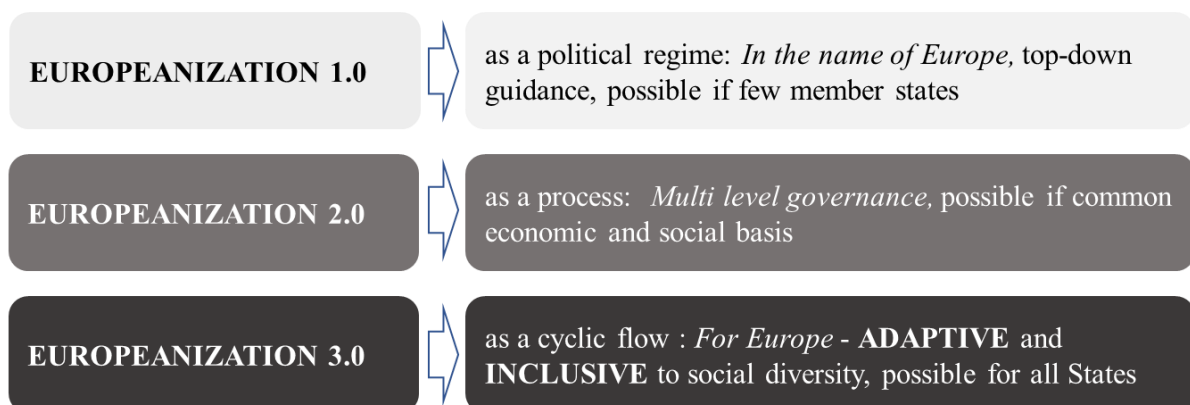 EUROPEANIZATION 1.0
as a political regime: In the name of Europe, top-down
guidance, possible if few member states
EUROPEANIZATION 2.0
as a process: Multi level governance, possible if common
economic and social basis
EUROPEANIZATION 3.0
as a cyclic flow : For Europe - ADAPTIVE and
INCLUSIVE to social diversity, possible for all States